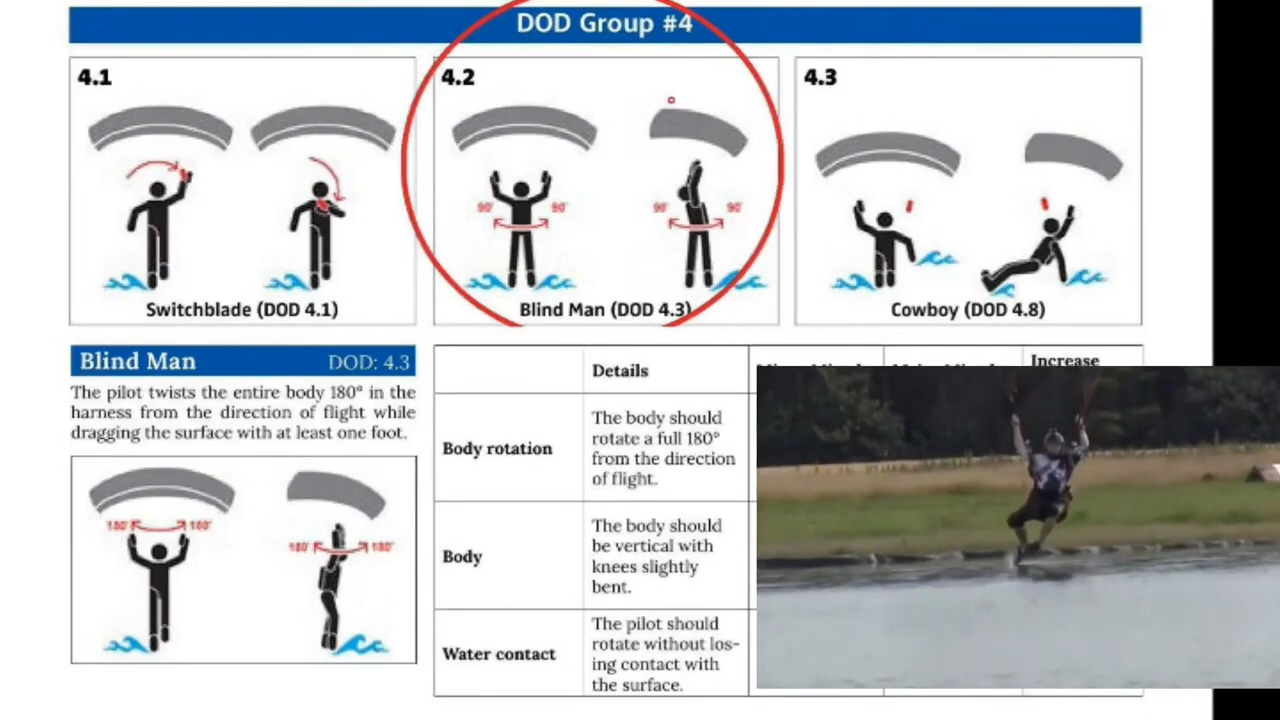 DOD Group #4
4.1
4.2
4.3
90°
90°
90°
90°
Switchblade (DOD 4.1)
Blind Man (DOD 4.3)
Cowboy (DOD 4.8)
Blind Man DOD: 4.3
The pilot twists the entire body 180° in the
harness from the direction of flight while
dragging the surface with at least one foot.
180°
180°
180°
180°
Details
Increase
Body rotation
The body should
rotate a full 180°
from the direction
of flight.
Body
The body should
be vertical with
knees slightly
bent.
Water contact
The pilot should
rotate without los-
ing contact with
the surface.